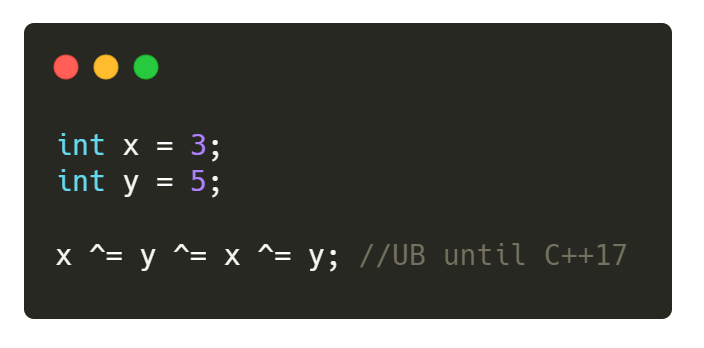 int x = 3;
int y = 5;
x ^= y ^= x ^= y; //UB until C++17